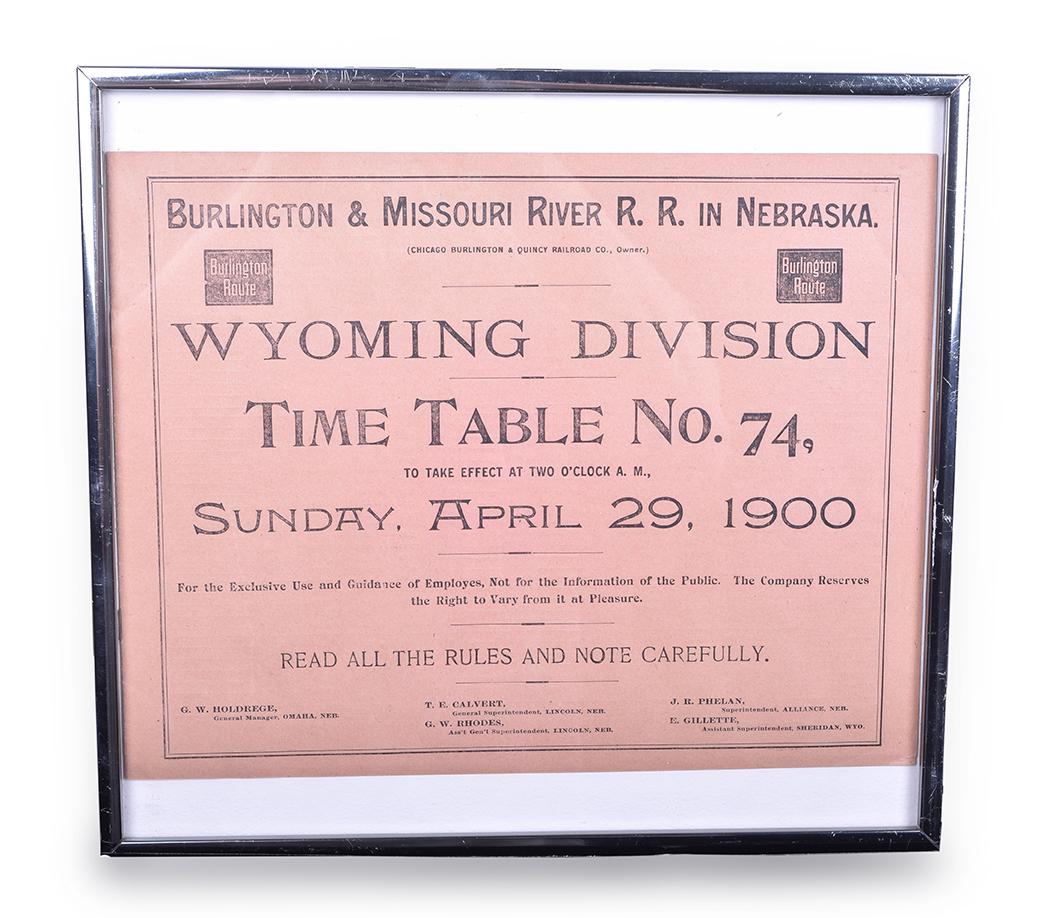 BURLINGTON & MISSOURI RIVER R. R. IN NEBRASKA.
(CHICAGO BURLINGTON & QUINCY RAILROAD CO., Owner.)
Burlington
Route
Burlington
Route
WYOMING DIVISION
TIME TABLE NO. 74,
TO TAKE EFFECT AT TWO O'CLOCK A. M.,
SUNDAY, APRIL 29, 1900
For the Exclusive Use and Guidance of Employes, Not for the Information of the Public. The Company Reserves
the Right to Vary from it at Pleasure.
READ ALL THE RULES AND NOTE CAREFULLY.
G. W. HOLDREGE,
General Manager, OMAHA, NEB.
T. E. CALVERT,
General Superintendent, LINCOLN, NEB.
G. W. RHODES,
Ass't Gen'l Superintendent, LINCOLN, NEB.
J. R. PHELAN,
Superintendent, ALLIANCE, NEB.
E. GILLETTE,
Assistant Superintendent, SHERIDAN, WYO.